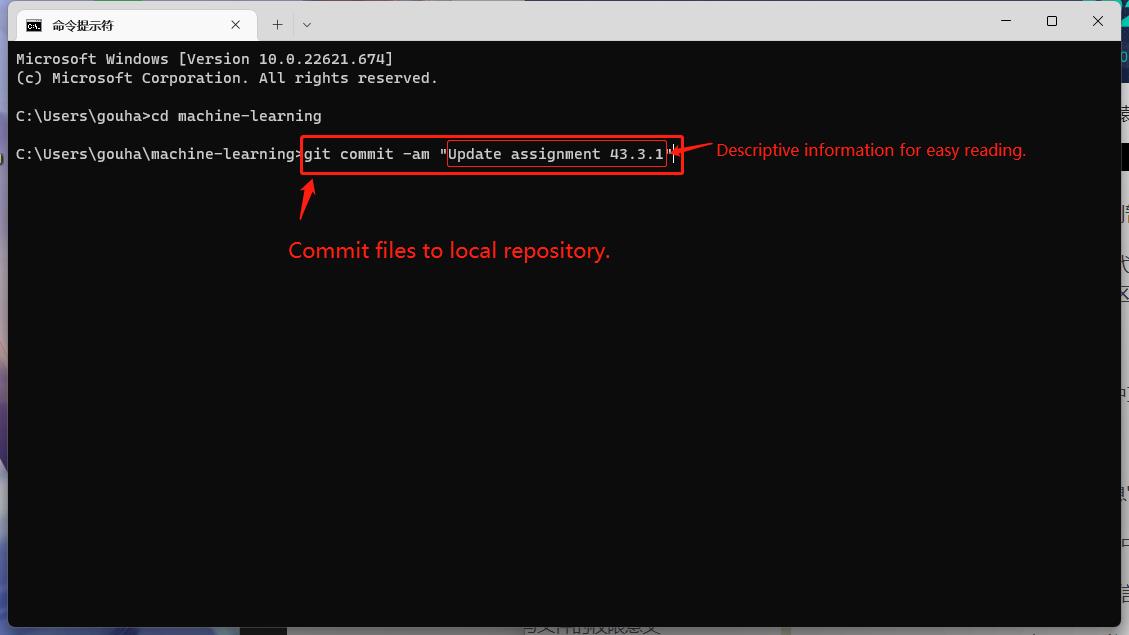 命令提示符
Microsoft Windows [Version 10.0.22621.674]
(c) Microsoft Corporation. All rights reserved.
C:\Users\gouha>cd machine-learning
C:\Users\gouha\machine-learning>git commit -am "Update assignment 43.3.1"
Descriptive information for easy reading.
Commit files to local repository.